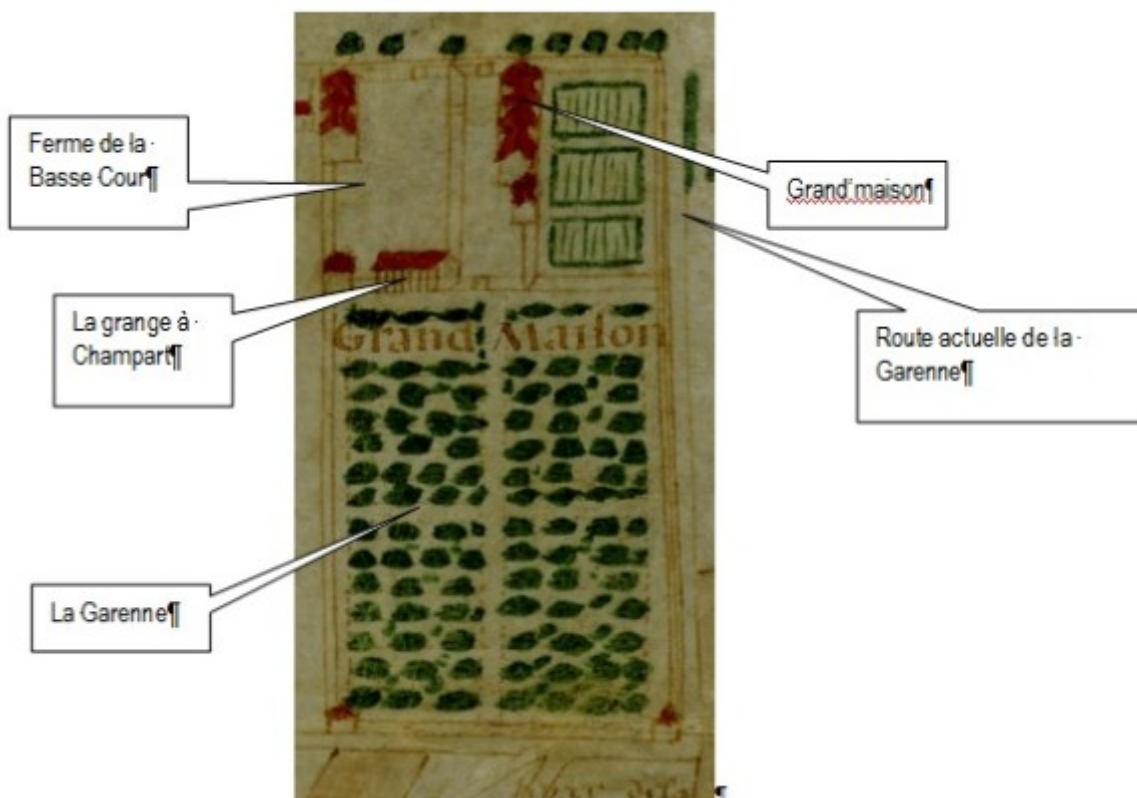 Ferme de la·
Basse Cour¶
Grand'maison¶
La grange à·
Champart¶
Route actuelle de la·
Garenne¶
Grand Maison
La Garenne¶
¶